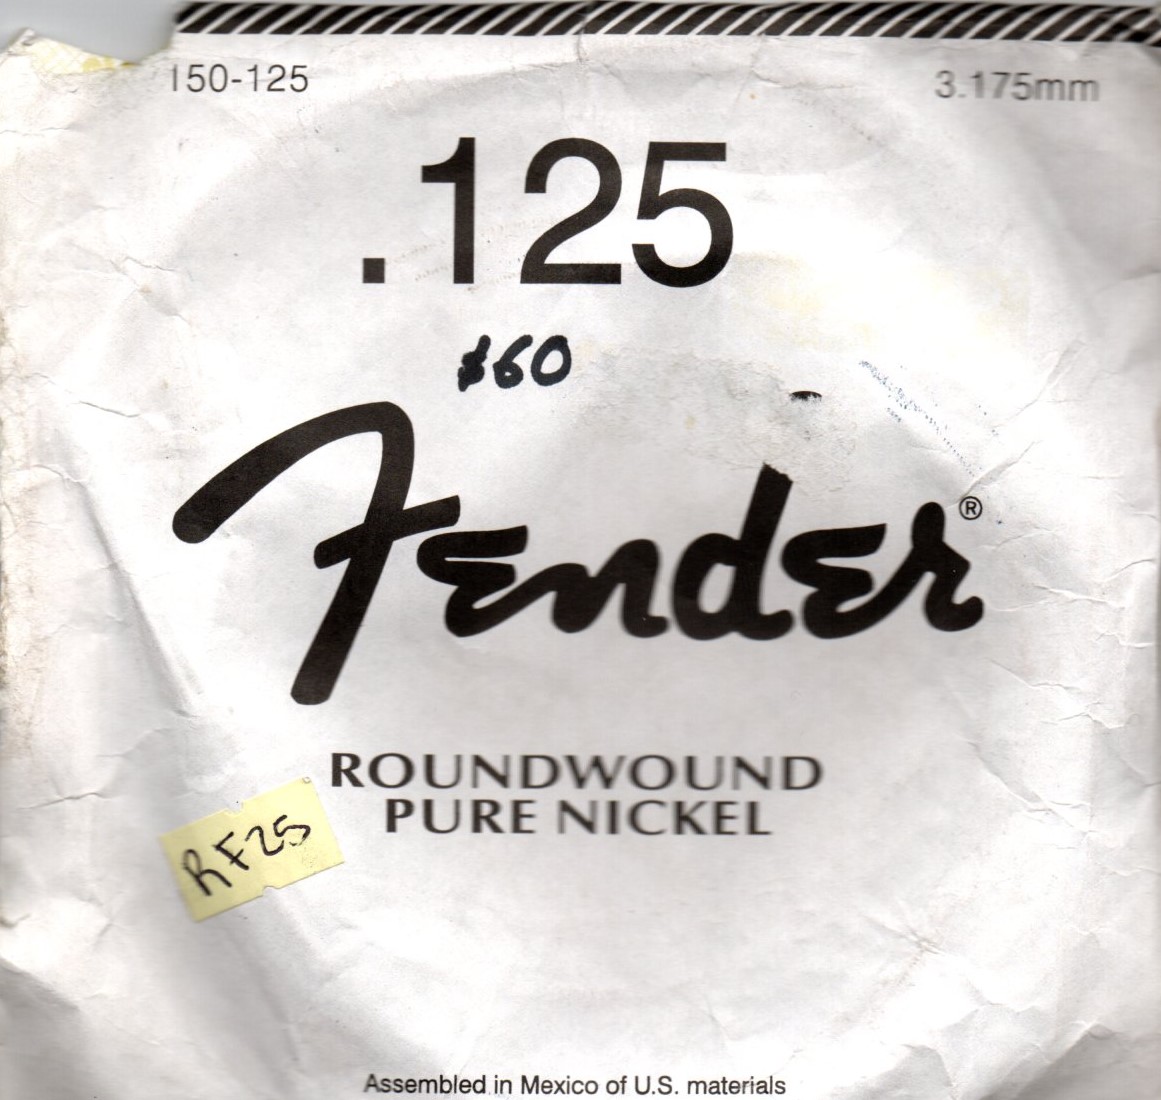 150-125
3.175mm
.125
$60
Fender®
ROUNDWOUND
PURE NICKEL
RF25
Assembled in Mexico of U.S. materials